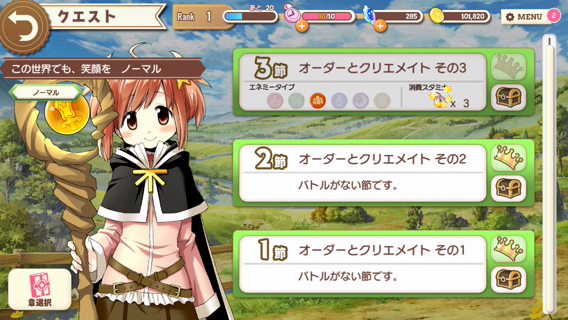 クエスト
Rank 1
あと 20
10/10
285
101,820
MENU
この世界でも、笑顔を ノーマル
ノーマル
3節 オーダーとクリエメイト その3
エネミータイプ
消費スタミナ
x 3
2節 オーダーとクリエメイト その2
バトルがない節です。
1節 オーダーとクリエメイト その1
バトルがない節です。
章選択